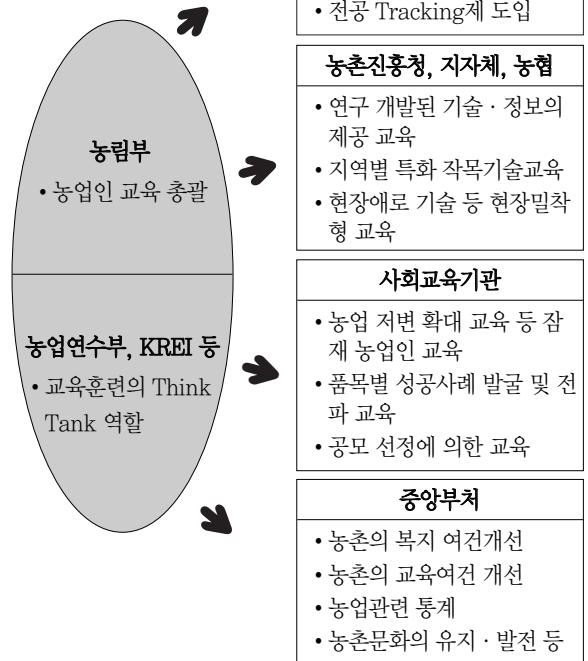 농림부
• 농업인 교육 총괄
농업연수부, KREI 등
• 교육훈련의 Think
Tank 역할
• 전공 Tracking제 도입
농촌진흥청, 지자체, 농협
• 연구 개발된 기술 · 정보의
제공 교육
• 지역별 특화 작목기술교육
• 현장애로 기술 등 현장밀착
형 교육
사회교육기관
• 농업 저변 확대 교육 등 잠
재 농업인 교육
• 품목별 성공사례 발굴 및 전
파 교육
• 공모 선정에 의한 교육
중앙부처
• 농촌의 복지 여건개선
• 농촌의 교육여건 개선
• 농업관련 통계
• 농촌문화의 유지 · 발전 등